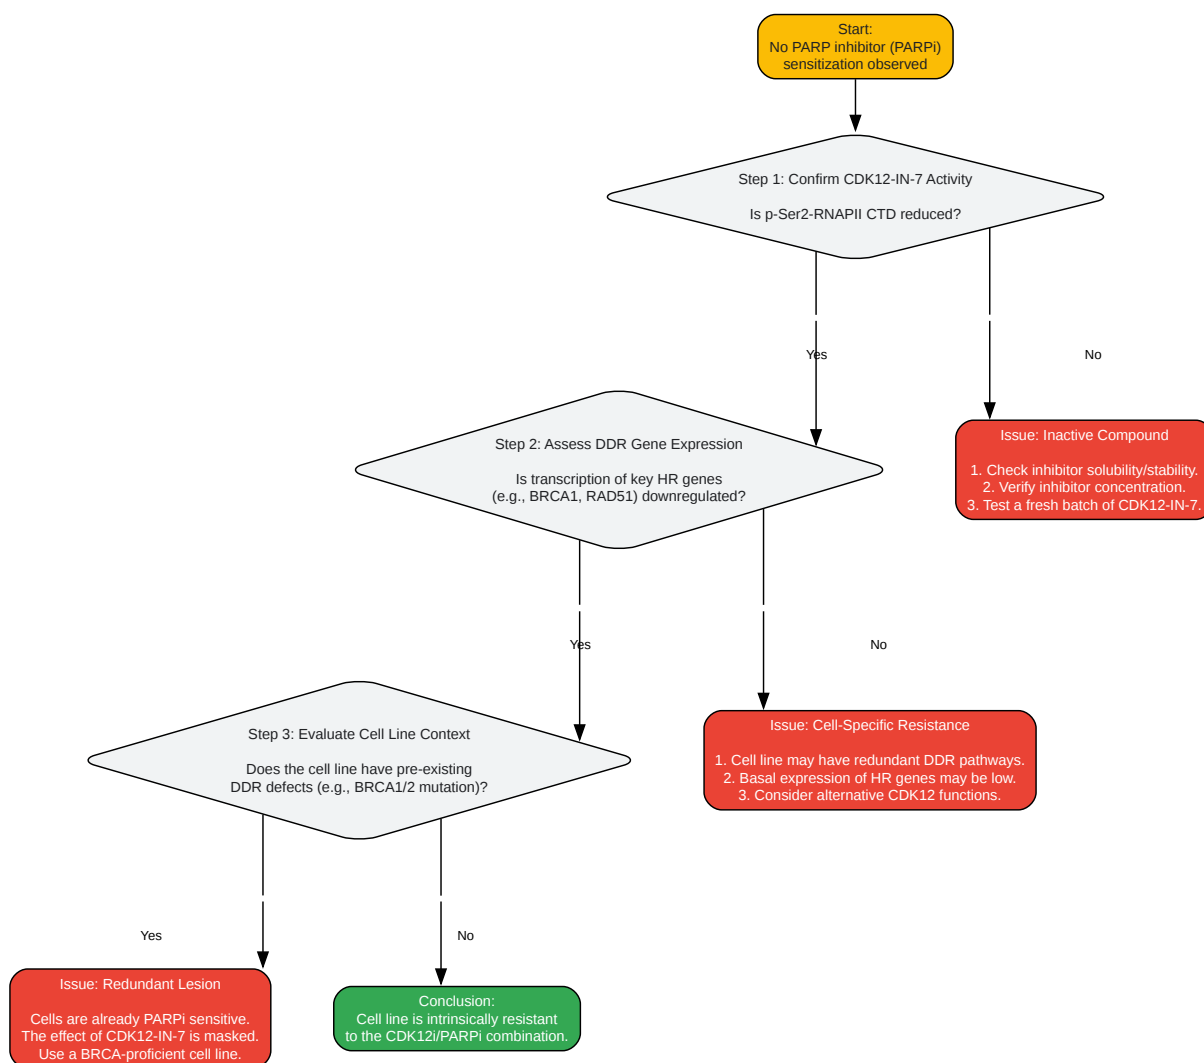 Start:
No PARP inhibitor (PARPi)
sensitization observed
Step 1: Confirm CDK12-IN-7 Activity
Is p-Ser2-RNAPII CTD reduced?
Yes
No
Issue: Inactive Compound
1. Check inhibitor solubility/stability.
2. Verify inhibitor concentration.
3. Test a fresh batch of CDK12-IN-7.
Step 2: Assess DDR Gene Expression
Is transcription of key HR genes
(e.g., BRCA1, RAD51) downregulated?
Yes
No
Issue: Cell-Specific Resistance
1. Cell line may have redundant DDR pathways.
2. Basal expression of HR genes may be low.
3. Consider alternative CDK12 functions.
Step 3: Evaluate Cell Line Context
Does the cell line have pre-existing
DDR defects (e.g., BRCA1/2 mutation)?
Yes
No
Issue: Redundant Lesion
Cells are already PARPi sensitive.
The effect of CDK12-IN-7 is masked.
Use a BRCA-proficient cell line.
Conclusion:
Cell line is intrinsically resistant
to the CDK12i/PARPi combination.